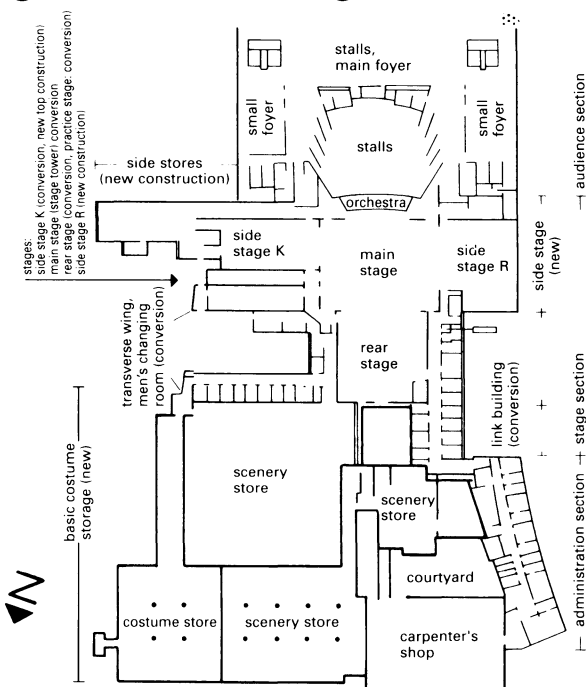 stages:
side stage K (conversion, new top construction)
main stage (stage tower) conversion
rear stage (conversion, practice stage: conversion)
side stage R (new construction)
stalls,
main foyer
small
foyer
small
foyer
stalls
side stores
(new construction)
orchestra
side
stage K
main
stage
side
stage R
rear
stage
transverse wing,
men's changing
room (conversion)
basic costume
storage (new)
scenery
store
scenery
store
courtyard
costume store
scenery store
carpenter's
shop
link building
(conversion)
side stage
(new)
audience section
stage section
administration section
N